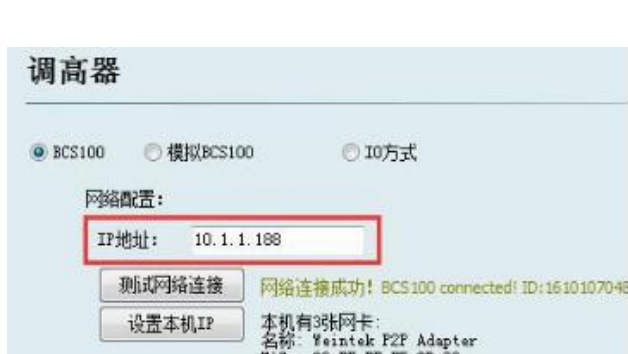 调高器
BCS100 模拟BCS100 IO方式
网络配置：
IP地址： 10.1.1.188
测试网络连接 网络连接成功！BCS100 connected! ID:1610107048
设置本机IP 本机有3张网卡：
名称： Yeintek P2P Adapter